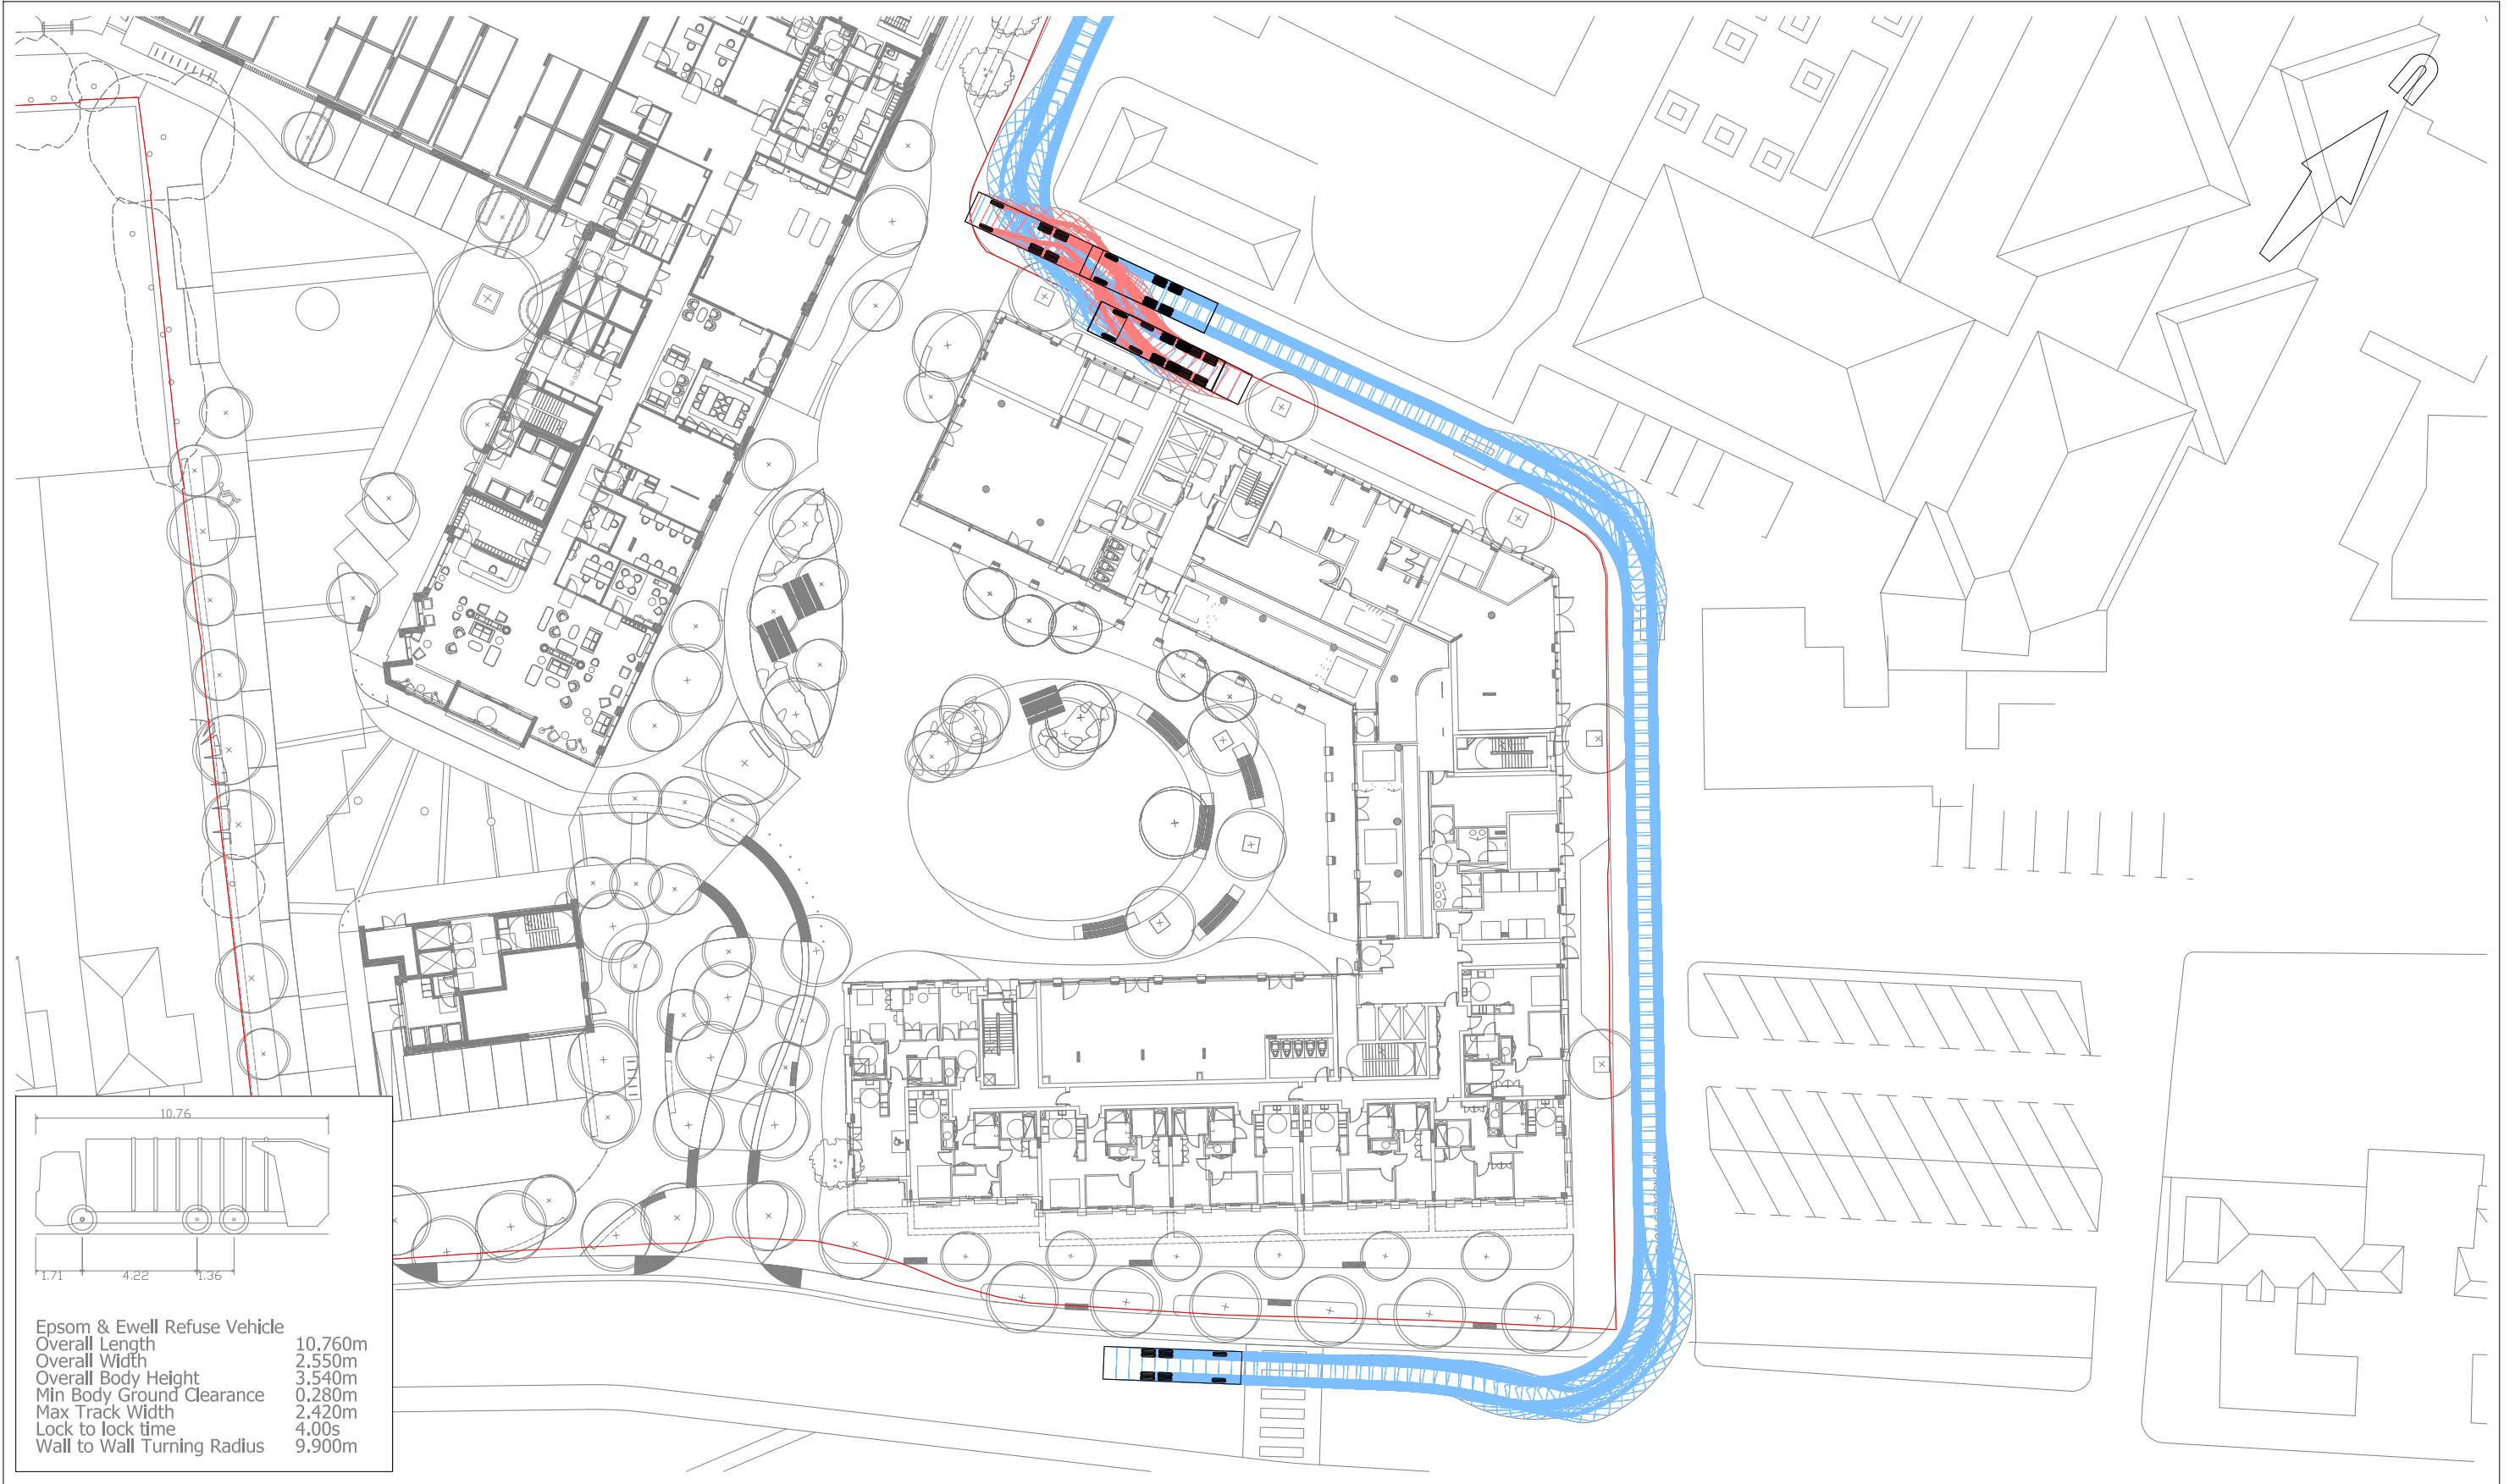 10.76
1.71 4.22 1.36
Epsom & Ewell Refuse Vehicle
Overall Length 10.760m
Overall Width 2.550m
Overall Body Height 3.540m
Min Body Ground Clearance 0.280m
Max Track Width 2.420m
Lock to lock time 4.00s
Wall to Wall Turning Radius 9.900m